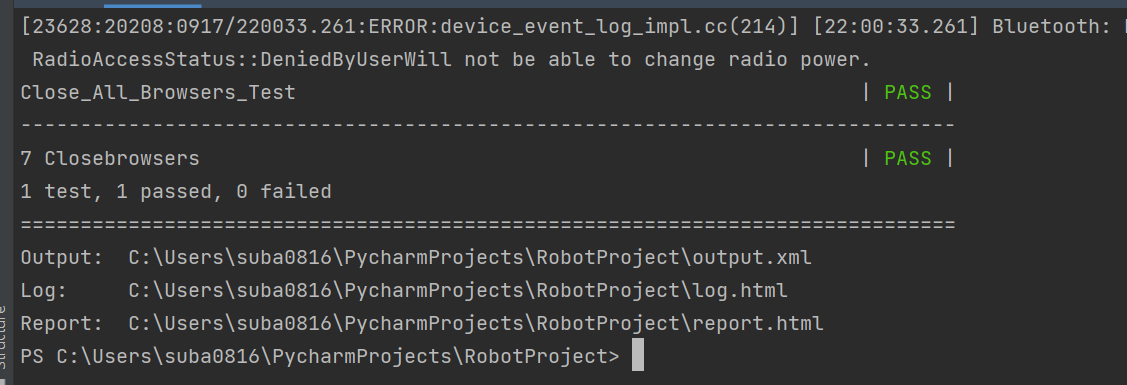 [23628:20208:0917/220033.261:ERROR:device_event_log_impl.cc(214)] [22:00:33.261] Bluetooth:
RadioAccessStatus::DeniedByUserWill not be able to change radio power.
Close_All_Browsers_Test | PASS |
------------------------------------------------------------------------------
7 Closebrowsers | PASS |
1 test, 1 passed, 0 failed
==============================================================================
Output: C:\Users\suba0816\PycharmProjects\RobotProject\output.xml
Log: C:\Users\suba0816\PycharmProjects\RobotProject\log.html
Report: C:\Users\suba0816\PycharmProjects\RobotProject\report.html
PS C:\Users\suba0816\PycharmProjects\RobotProject>
Structure